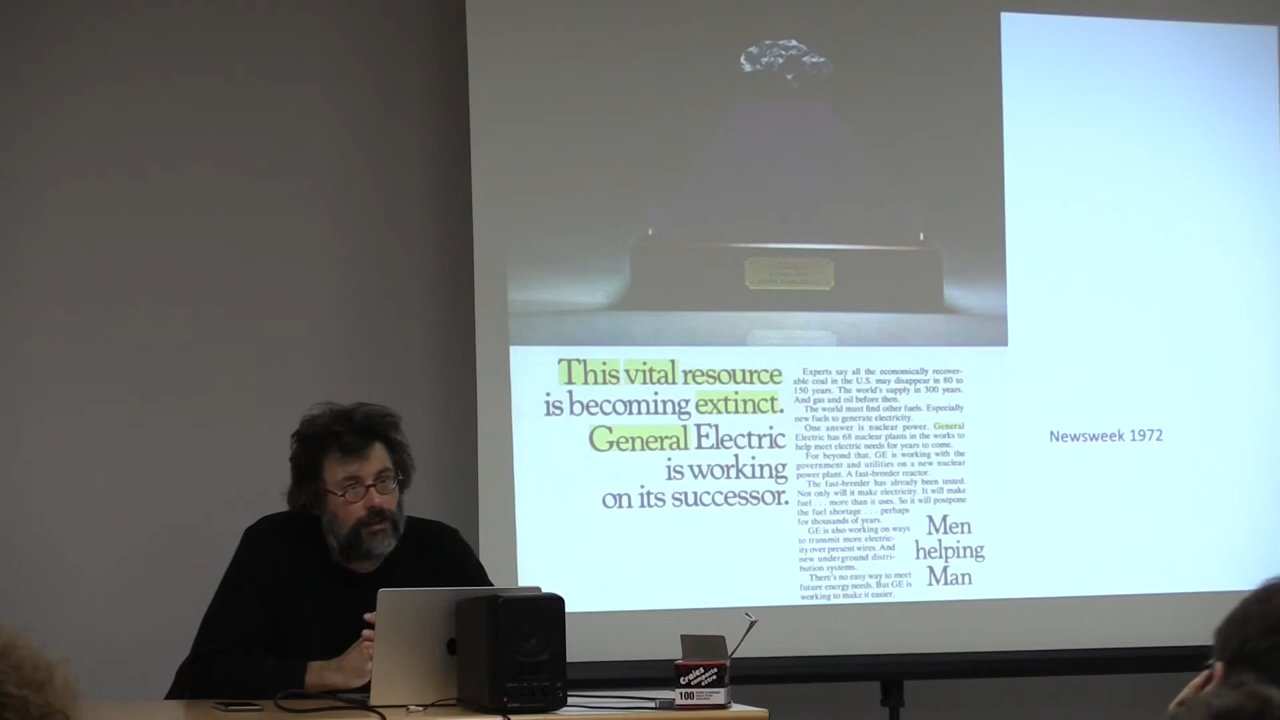 This vital resource
is becoming extinct.
General Electric
is working
on its successor.
Experts say all the economically recover-
able coal in the U.S. may disappear in 80 to
150 years. The world's supply in 300 years.
And gas and oil before then.
The world must find other fuels. Especially
new fuels to generate electricity.
One answer is nuclear power. General
Electric has 68 nuclear plants in the works to
help meet electric needs for years to come.
For beyond that, GE is working with the
government and utilities on a new nuclear
power plant. A fast-breeder reactor.
The fast-breeder has already been tested.
Not only will it make electricity. It will make
fuel . . . more than it uses. So it will postpone
the fuel shortage . . . perhaps
for thousands of years.
GE is also working on ways
to transmit more electric-
ity over present wires. And
new underground distri-
bution systems.
There's no easy way to meet
future energy needs. But GE is
working to make it easier.
Men
helping
Man
Newsweek 1972
100